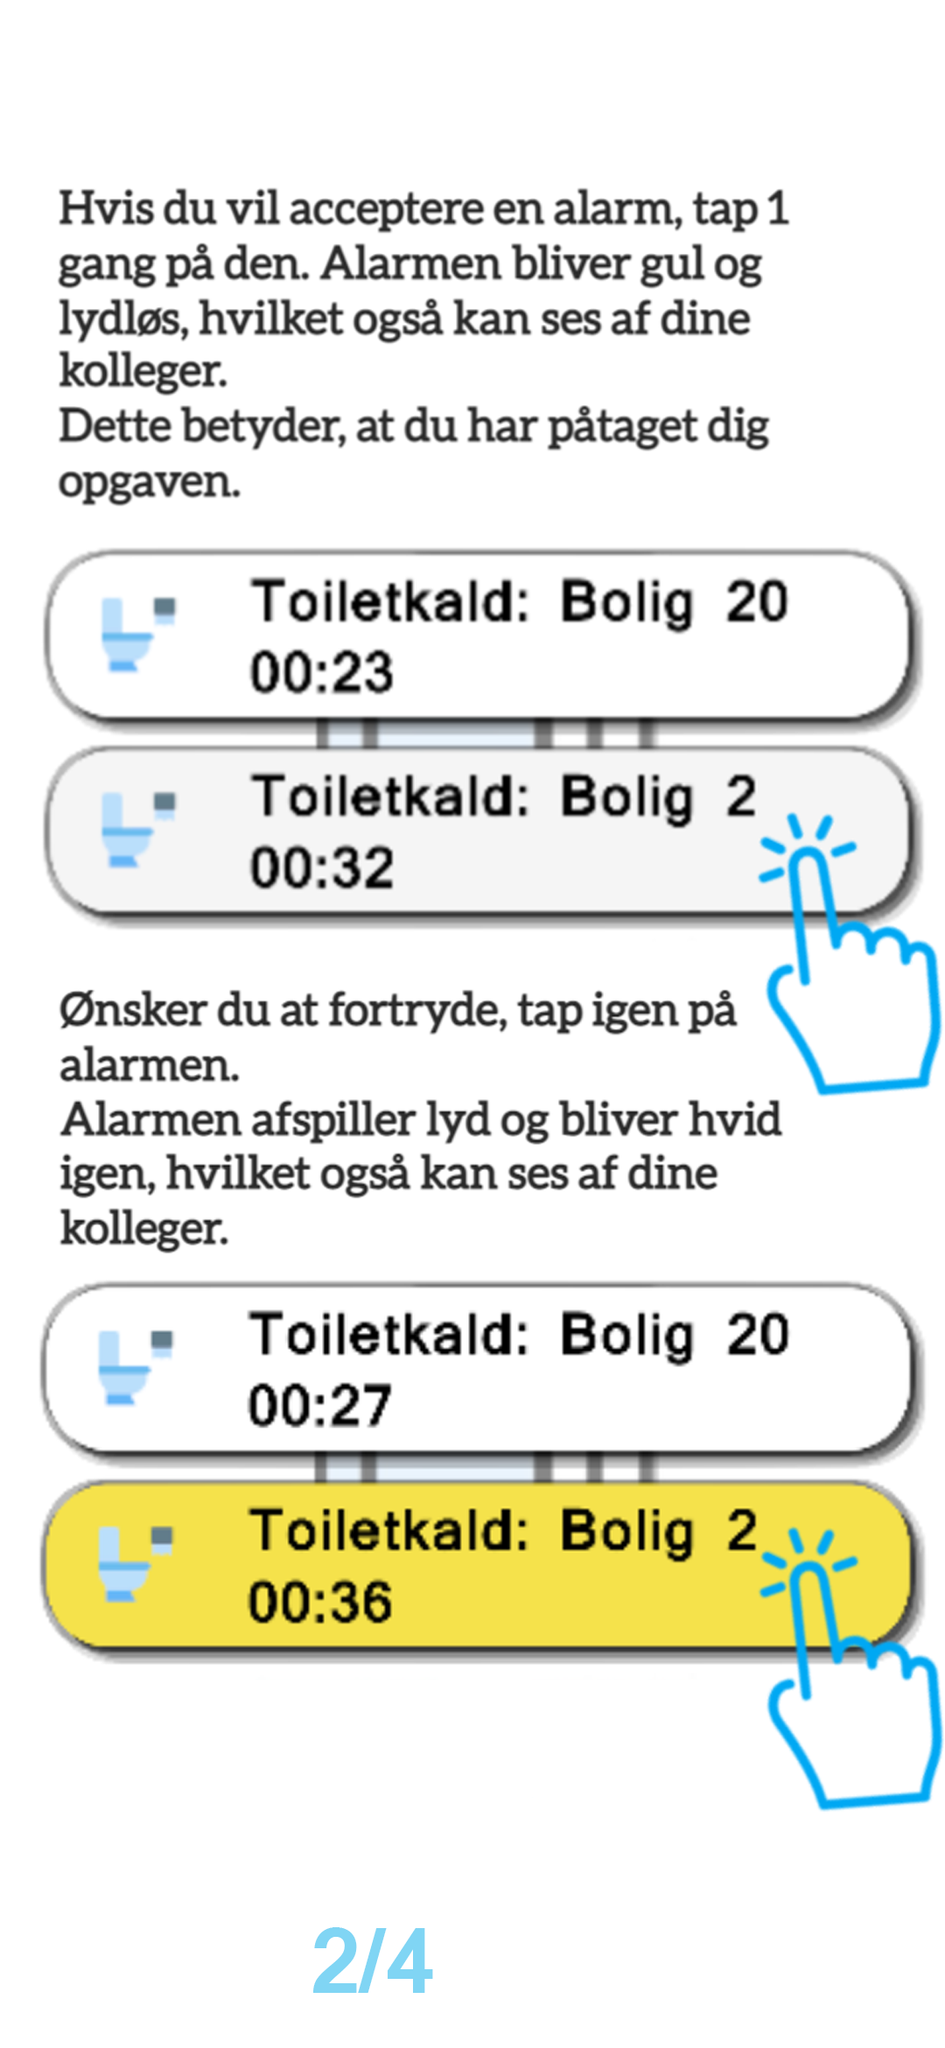 Hvis du vil acceptere en alarm, tap 1
gang på den. Alarmen bliver gul og
lydløs, hvilket også kan ses af dine
kolleger.
Dette betyder, at du har påtaget dig
opgaven.
Toiletkald: Bolig 20
00:23
Toiletkald: Bolig 2
00:32
Ønsker du at fortryde, tap igen på
alarmen.
Alarmen afspiller lyd og bliver hvid
igen, hvilket også kan ses af dine
kolleger.
Toiletkald: Bolig 20
00:27
Toiletkald: Bolig 2
00:36
2/4